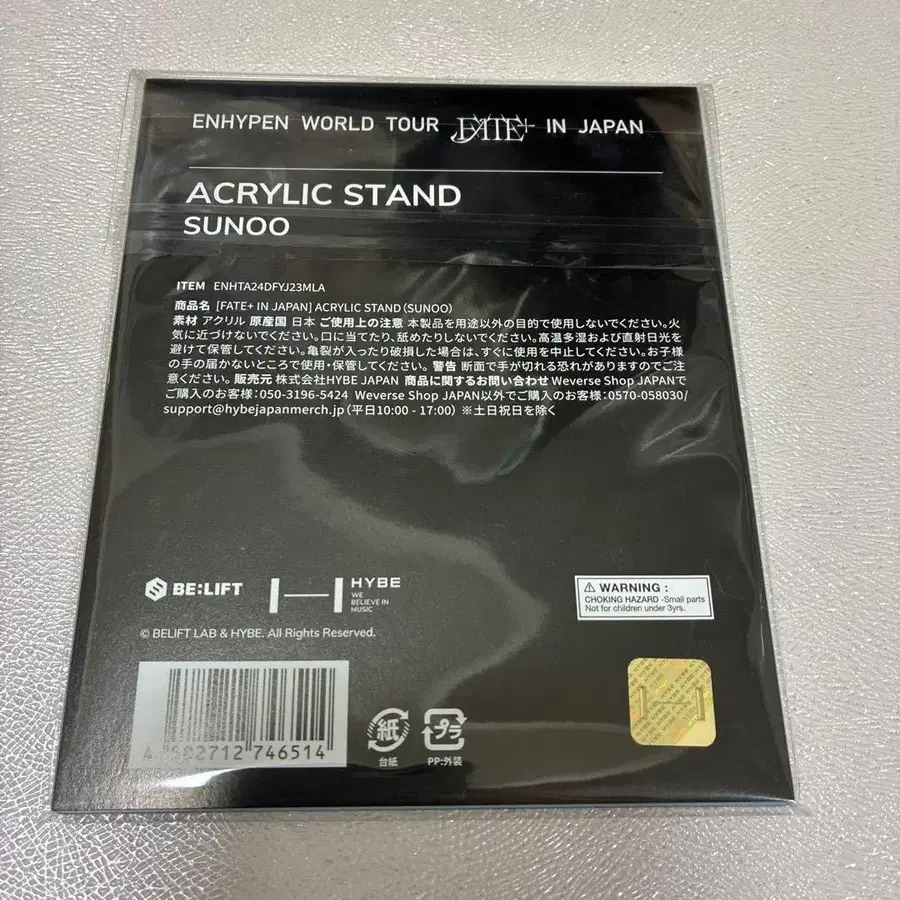 ENHYPEN WORLD TOUR FATE+ IN JAPAN
ACRYLIC STAND
SUNOO
ITEM ENHTA24DFYJ23MLA
商品名 [FATE+ IN JAPAN] ACRYLIC STAND (SUNOO)
素材 アクリル 原産国 日本 ご使用上の注意 本製品を用途以外の目的で使用しないでください。火
気に近づけないでください。口に当てたり、舐めたりしないでください。高温多湿および直射日光を
避けて保管してください。亀裂が入ったり破損した場合は、すぐに使用を中止してください。お子様
の手の届かないところで使用・保管してください。 警告 断面で手が切れる恐れがありますのでご注
意ください。 販売元 株式会社HYBE JAPAN 商品に関するお問い合わせ Weverse Shop JAPANで
ご購入のお客様:050-3196-5424 Weverse Shop JAPAN以外でご購入のお客様:0570-058030/
support@hybejapanmerch.jp (平日10:00 - 17:00) ※土日祝日を除く
BE:LIFT
HYBE
WE
BELIEVE IN
MUSIC
© BELIFT LAB & HYBE. All Rights Reserved.
⚠ WARNING :
CHOKING HAZARD -Small parts
Not for children under 3yrs.
4 582712 746514
紙
台紙
プラ
PP:外装
HYBE